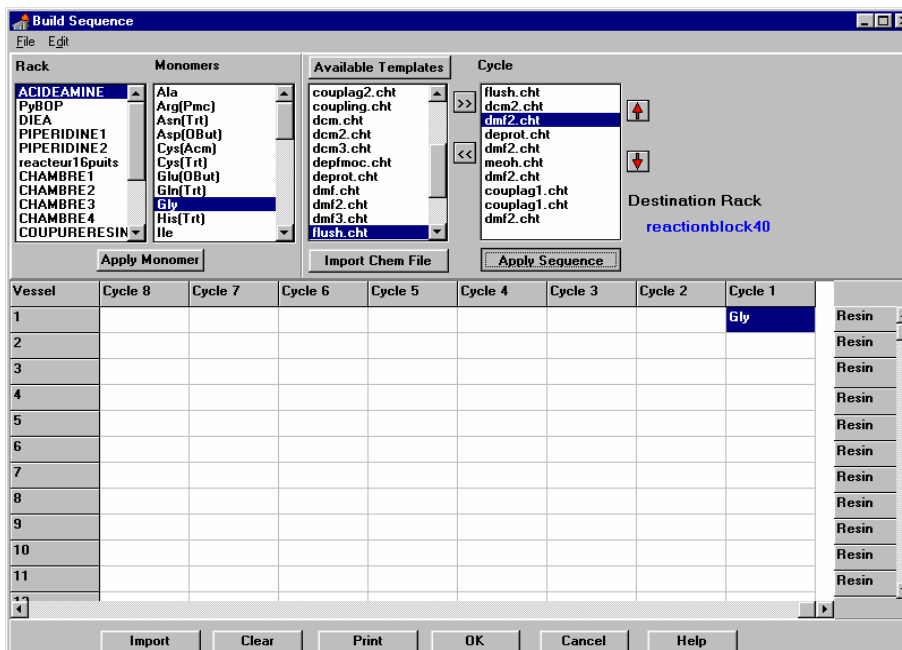 Build Sequence
File Edit
Rack Monomers Available Templates Cycle
ACIDEAMINE
PyBOP
DIEA
PIPERIDINE1
PIPERIDINE2
reacteur16puits
CHAMBRE1
CHAMBRE2
CHAMBRE3
CHAMBRE4
COUPURERESIN
Ala
Arg(Pmc)
Asn(Trt)
Asp(OBut)
Cys(Acm)
Cys(Trt)
Glu(OBut)
Gln(Trt)
Gly
His(Trt)
Ile
couplag2.cht
coupling.cht
dcm.cht
dcm2.cht
dcm3.cht
depfmoc.cht
deprot.cht
dmf.cht
dmf2.cht
dmf3.cht
flush.cht
>>
<<
flush.cht
dcm2.cht
dmf2.cht
deprot.cht
dmf2.cht
meoh.cht
dmf2.cht
couplag1.cht
couplag1.cht
dmf2.cht
Destination Rack
reactionblock40
Apply Monomer Import Chem File Apply Sequence
Vessel Cycle 8 Cycle 7 Cycle 6 Cycle 5 Cycle 4 Cycle 3 Cycle 2 Cycle 1
1 Gly Resin
2 Resin
3 Resin
4 Resin
5 Resin
6 Resin
7 Resin
8 Resin
9 Resin
10 Resin
11 Resin
12
Import Clear Print OK Cancel Help